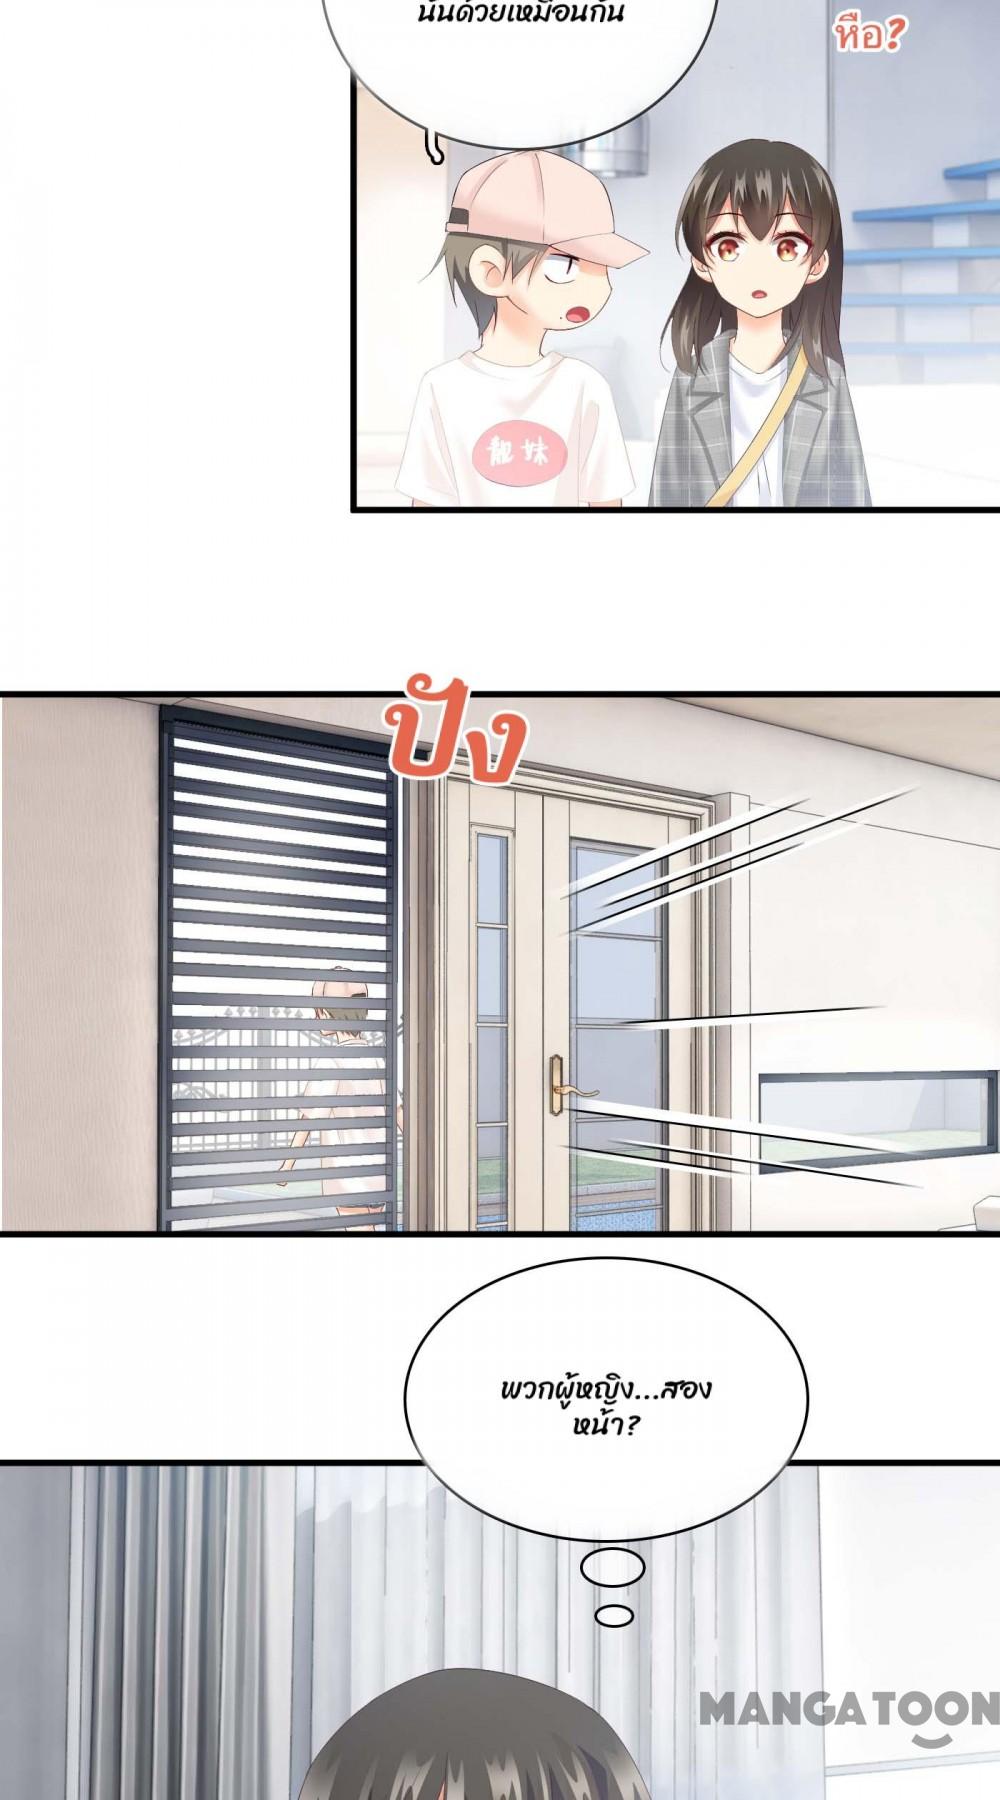 นั่นด้วยเหมือนกัน
หือ?
靓妹
ปัง
พวกผู้หญิง...สอง
หน้า?
MANGATOON